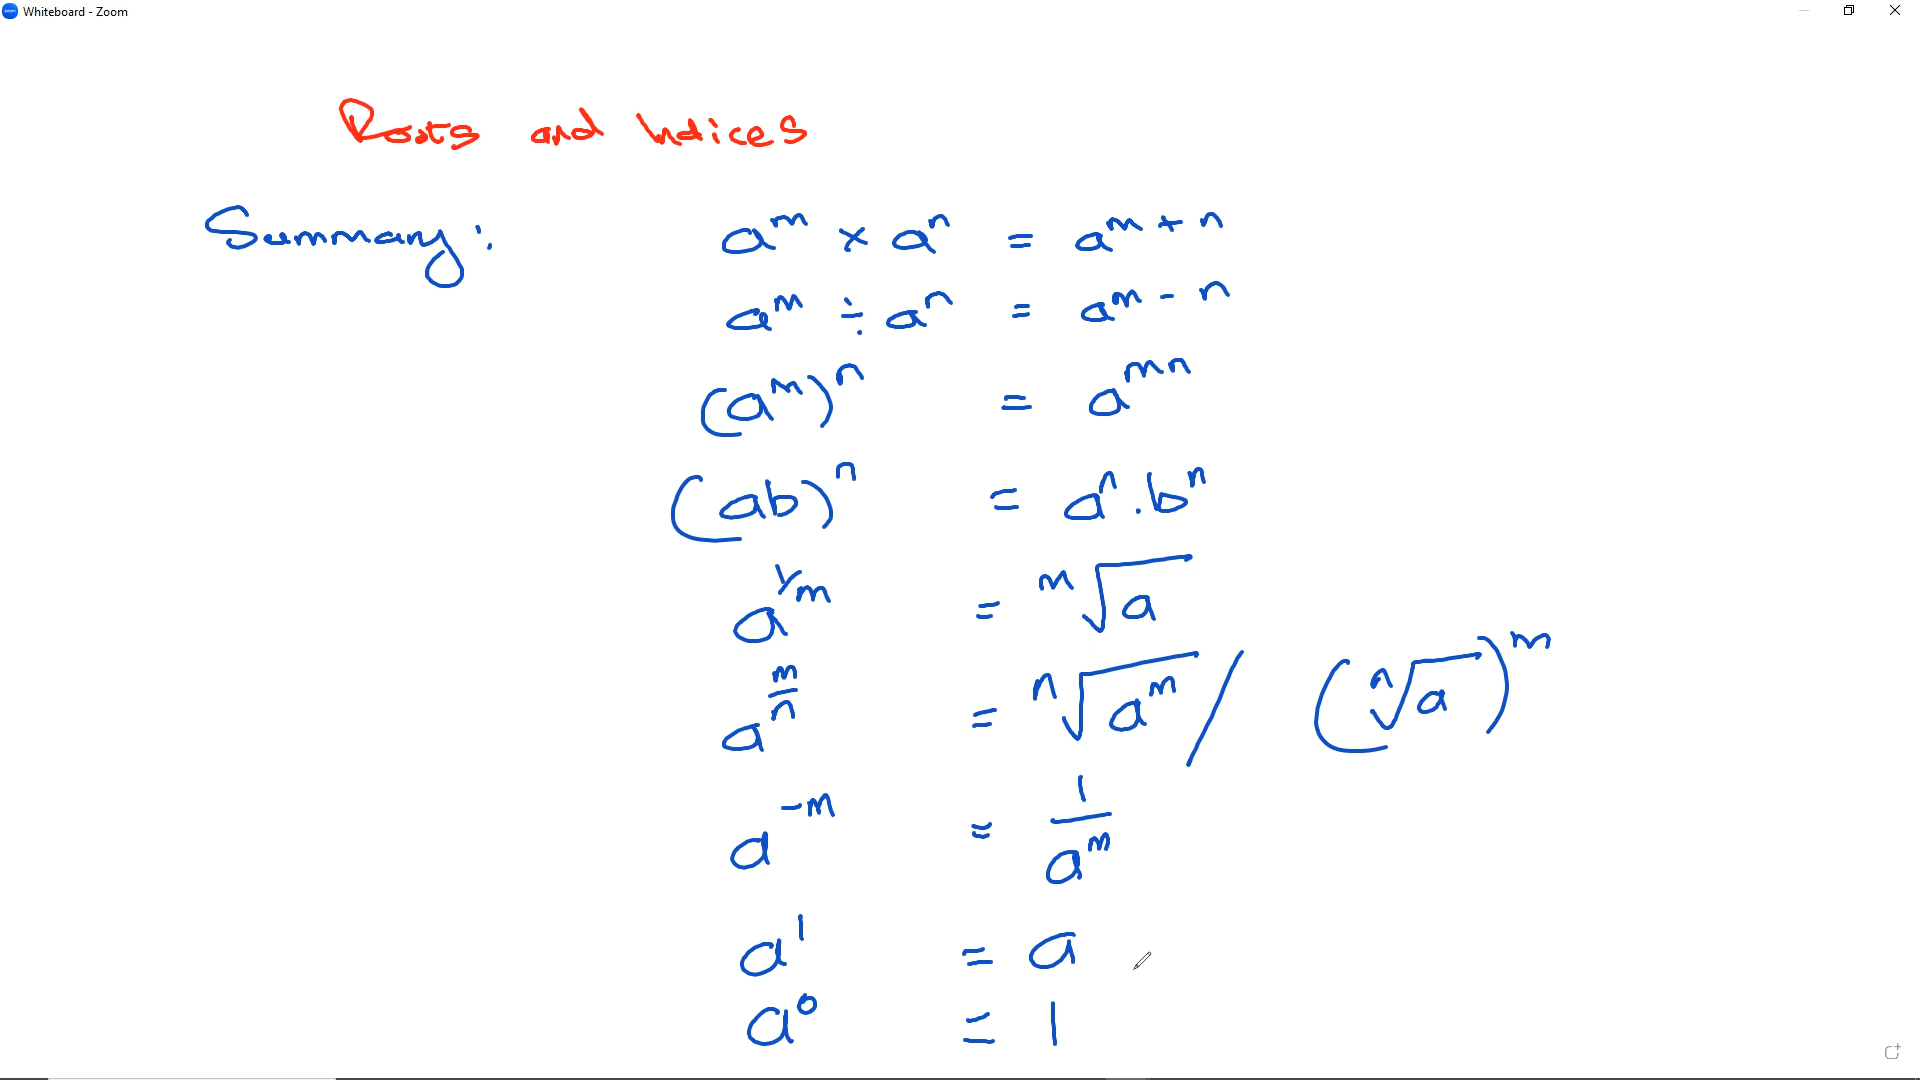 Whiteboard - Zoom
Roots and Indices
Summary: a^m × a^n = a^(m + n)
a^m ÷ a^n = a^(m - n)
(a^m)^n = a^(mn)
(ab)^n = a^n . b^n
a^(1/m) = ᵐ√a
a^(m/n) = ⁿ√(a^m) / (ⁿ√a)^m
a^(-m) = 1/a^m
a^1 = a
a^0 = 1